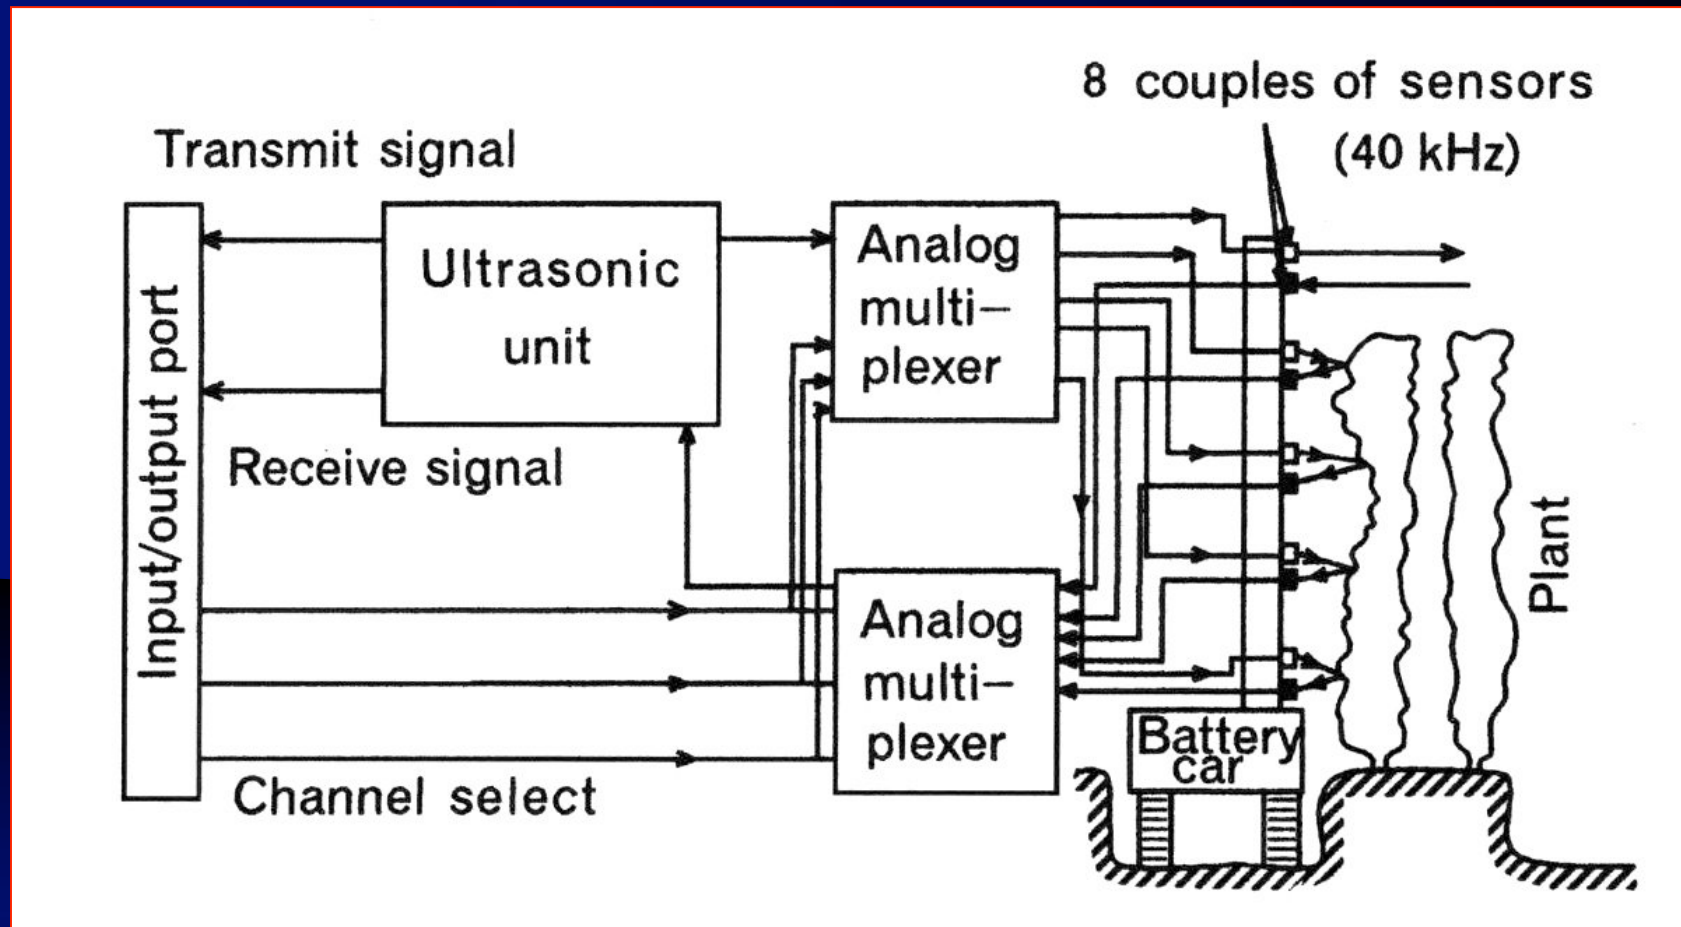 8 couples of sensors
(40 kHz)
Transmit signal
Input/output port
Ultrasonic
unit
Analog
multi-
plexer
Receive signal
Plant
Analog
multi-
plexer
Battery
car
Channel select